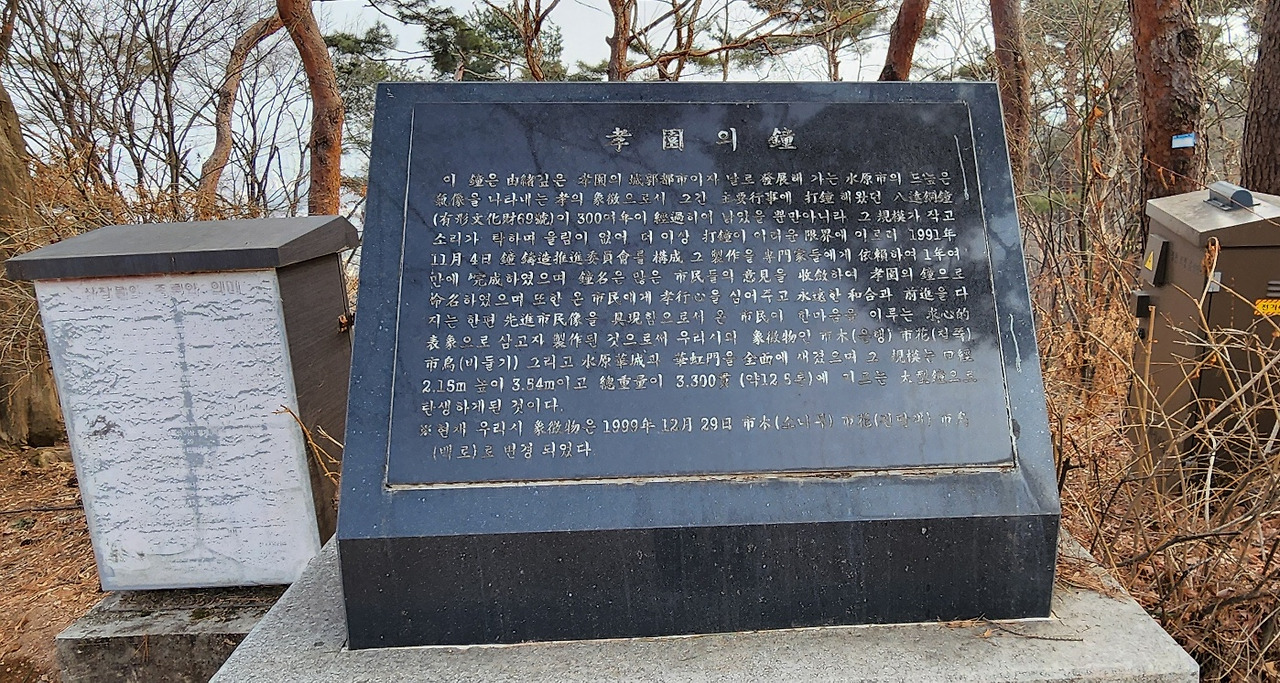 孝園의 鐘
이 鐘은 由緖깊은 孝園의 城郭都市이자 날로 發展해 가는 水原市의 드높은
氣像을 나타내는 孝의 象徵으로서 그간 主要行事에 打鐘해왔던 八達銅鐘
(有形文化財69號)이 300여年이 經過하여 낡았을 뿐만아니라 그 規模가 작고
소리가 탁하며 울림이 없어 더 이상 打鐘이 어려운 限界에 이르러 1991年
11月 4日 鐘 鑄造推進委員會를 構成 그 製作을 專門家들에게 依賴하여 1年여
만에 完成하였으며 鐘名은 많은 市民들의 意見을 收斂하여 孝園의 鐘으로
命名하였으며 또한 온 市民에게 孝行心을 심어주고 永遠한 和合과 前進을 다
지는 한편 先進市民像을 具現함으로서 온 市民이 한마음을 이루는 求心的
表象으로 삼고자 製作된 것으로써 우리시의 象徵物인 市木(은행) 市花(철쭉)
市鳥(비둘기) 그리고 水原華城과 華虹門을 全面에 새겼으며 그 規模는 口經
2.15m 높이 3.54m이고 總重量이 3.300貫 (약12.5톤)에 이르는 大型鐘으로
탄생하게된 것이다.
※현재 우리시 象徵物은 1999年 12月 29日 市木(소나무) 市花(진달래) 市鳥
(백로)로 변경 되었다